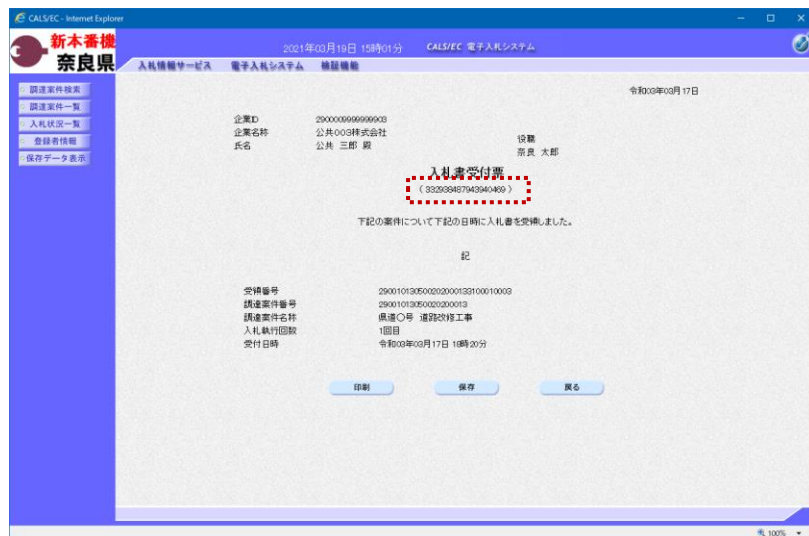 CALS/EC - Internet Explorer
新本番機
奈良県
2021年03月19日 15時01分 CALS/EC 電子入札システム
入札情報サービス 電子入札システム 検証機能
調達案件検索
調達案件一覧
入札状況一覧
登録者情報
保存データ表示
令和03年03月17日
企業ID 2900009999999903
企業名称 公共003株式会社
氏名 公共 三郎 殿
役職
奈良 太郎
入札書受付票
( 332938487943940469 )
下記の案件について下記の日時に入札書を受領しました。
記
受領番号 290010130500202000133100010003
調達案件番号 29001013050020200013
調達案件名称 県道〇号 道路改修工事
入札執行回数 1回目
受付日時 令和03年03月17日 18時20分
印刷 保存 戻る
100%